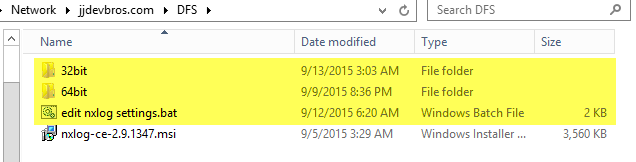 Network › jjdevbros.com › DFS › Search DFS
Name Date modified Type Size
32bit 9/13/2015 3:03 AM File folder
64bit 9/9/2015 8:36 PM File folder
edit nxlog settings.bat 9/12/2015 6:20 AM Windows Batch File 2 KB
nxlog-ce-2.9.1347.msi 9/5/2015 3:29 AM Windows Installer ... 3,560 KB